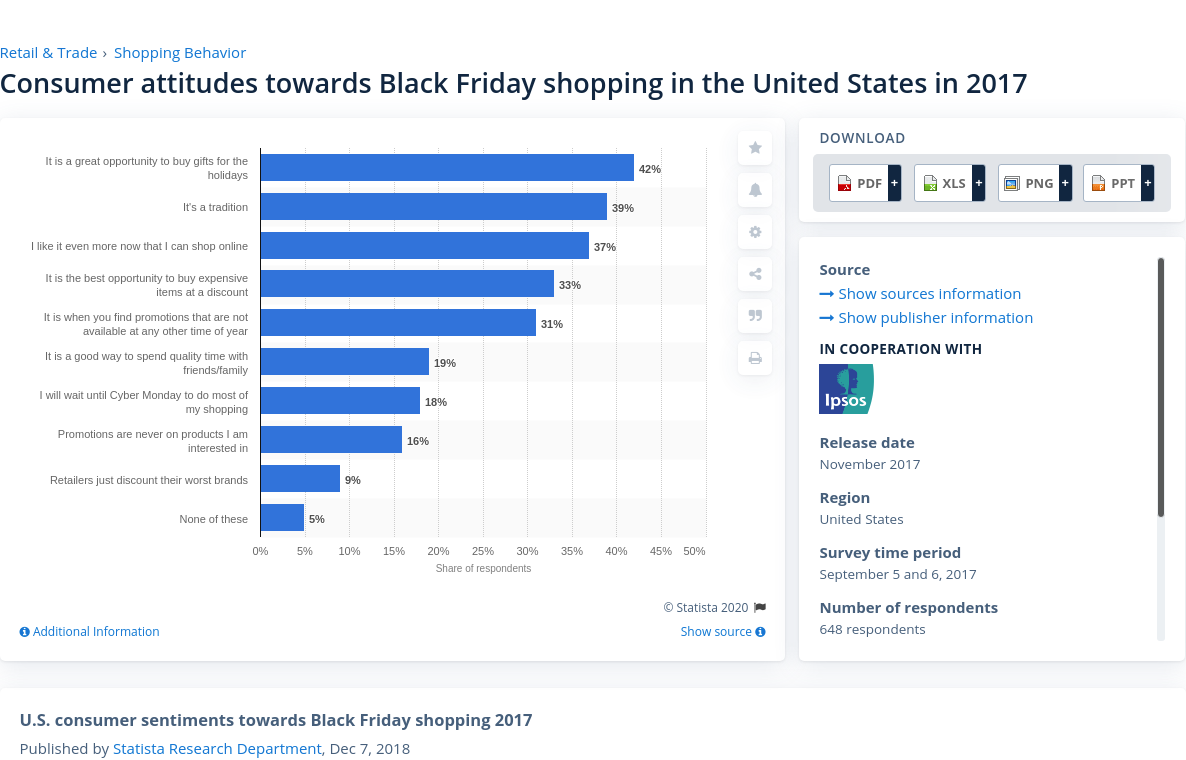 Retail & Trade › Shopping Behavior
Consumer attitudes towards Black Friday shopping in the United States in 2017
It is a great opportunity to buy gifts for the
holidays
42%
It's a tradition
39%
I like it even more now that I can shop online
37%
It is the best opportunity to buy expensive
items at a discount
33%
It is when you find promotions that are not
available at any other time of year
31%
It is a good way to spend quality time with
friends/family
19%
I will wait until Cyber Monday to do most of
my shopping
18%
Promotions are never on products I am
interested in
16%
Retailers just discount their worst brands
9%
None of these
5%
0% 5% 10% 15% 20% 25% 30% 35% 40% 45% 50%
Share of respondents
© Statista 2020
Additional Information
Show source
DOWNLOAD
PDF + XLS + PNG + PPT +
Source
Show sources information
Show publisher information
IN COOPERATION WITH
Ipsos
Release date
November 2017
Region
United States
Survey time period
September 5 and 6, 2017
Number of respondents
648 respondents
U.S. consumer sentiments towards Black Friday shopping 2017
Published by Statista Research Department, Dec 7, 2018